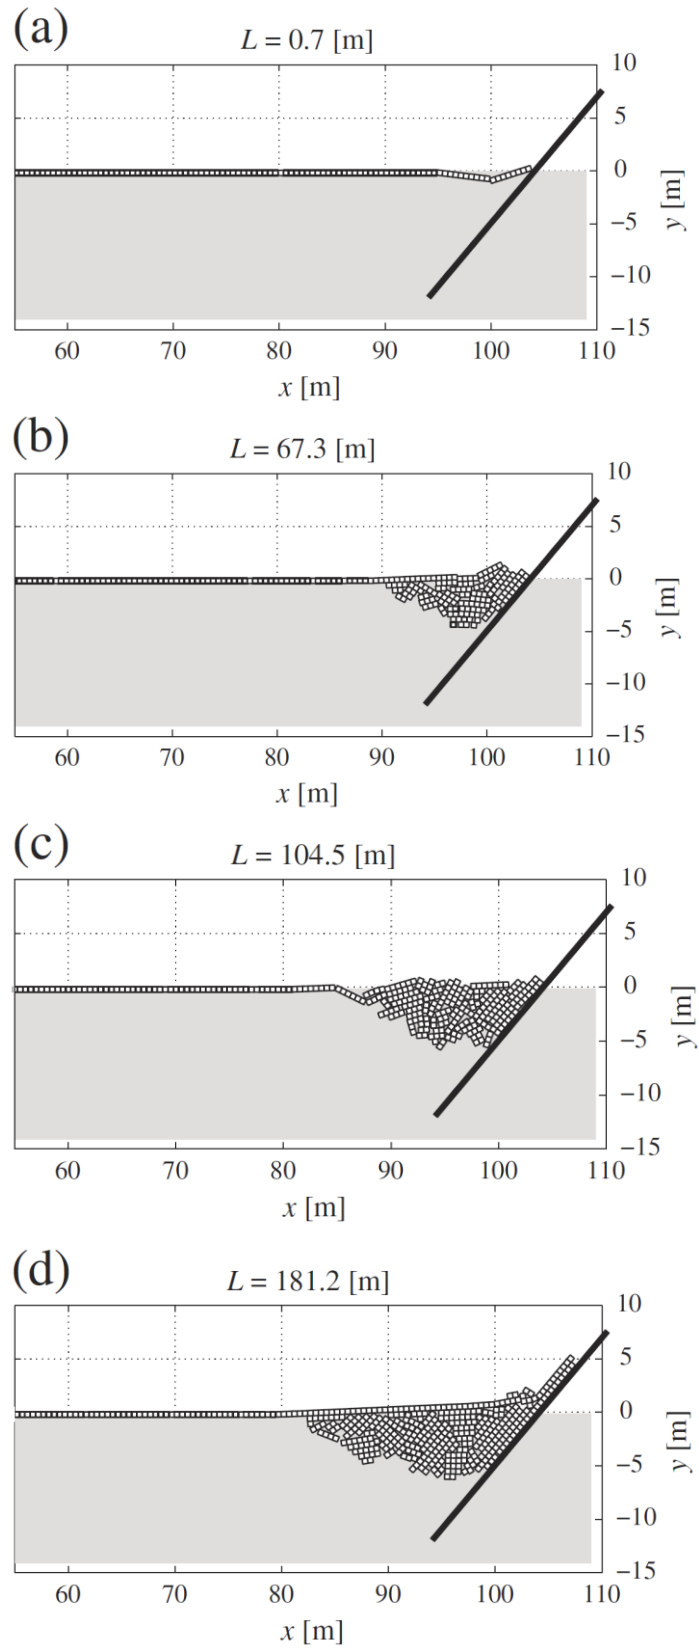 (a)
L = 0.7 [m]
10
5
0
−5
−10
−15
y [m]
60 70 80 90 100 110
x [m]
(b)
L = 67.3 [m]
10
5
0
−5
−10
−15
y [m]
60 70 80 90 100 110
x [m]
(c)
L = 104.5 [m]
10
5
0
−5
−10
−15
y [m]
60 70 80 90 100 110
x [m]
(d)
L = 181.2 [m]
10
5
0
−5
−10
−15
y [m]
60 70 80 90 100 110
x [m]